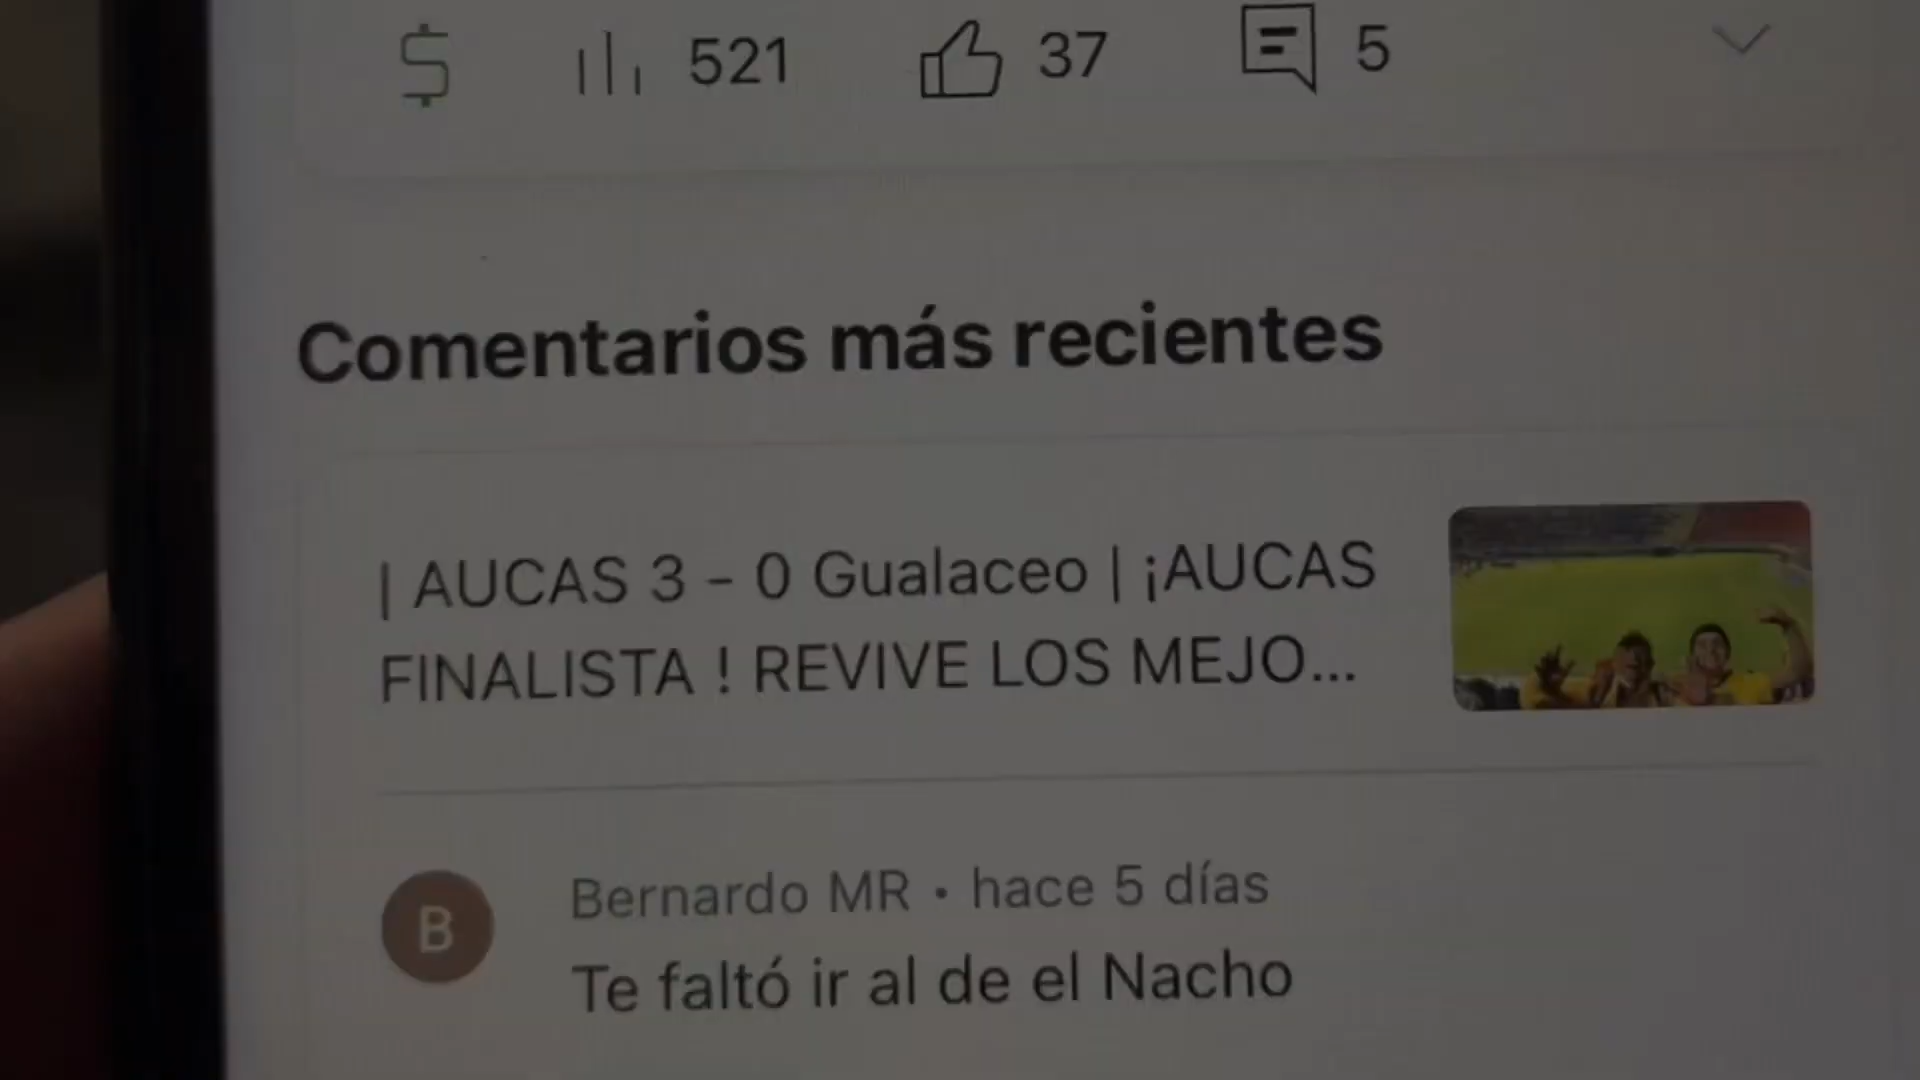 $ 521 37 5
Comentarios más recientes
| AUCAS 3 - 0 Gualaceo | ¡AUCAS
FINALISTA ! REVIVE LOS MEJO...
B Bernardo MR • hace 5 días
Te faltó ir al de el Nacho